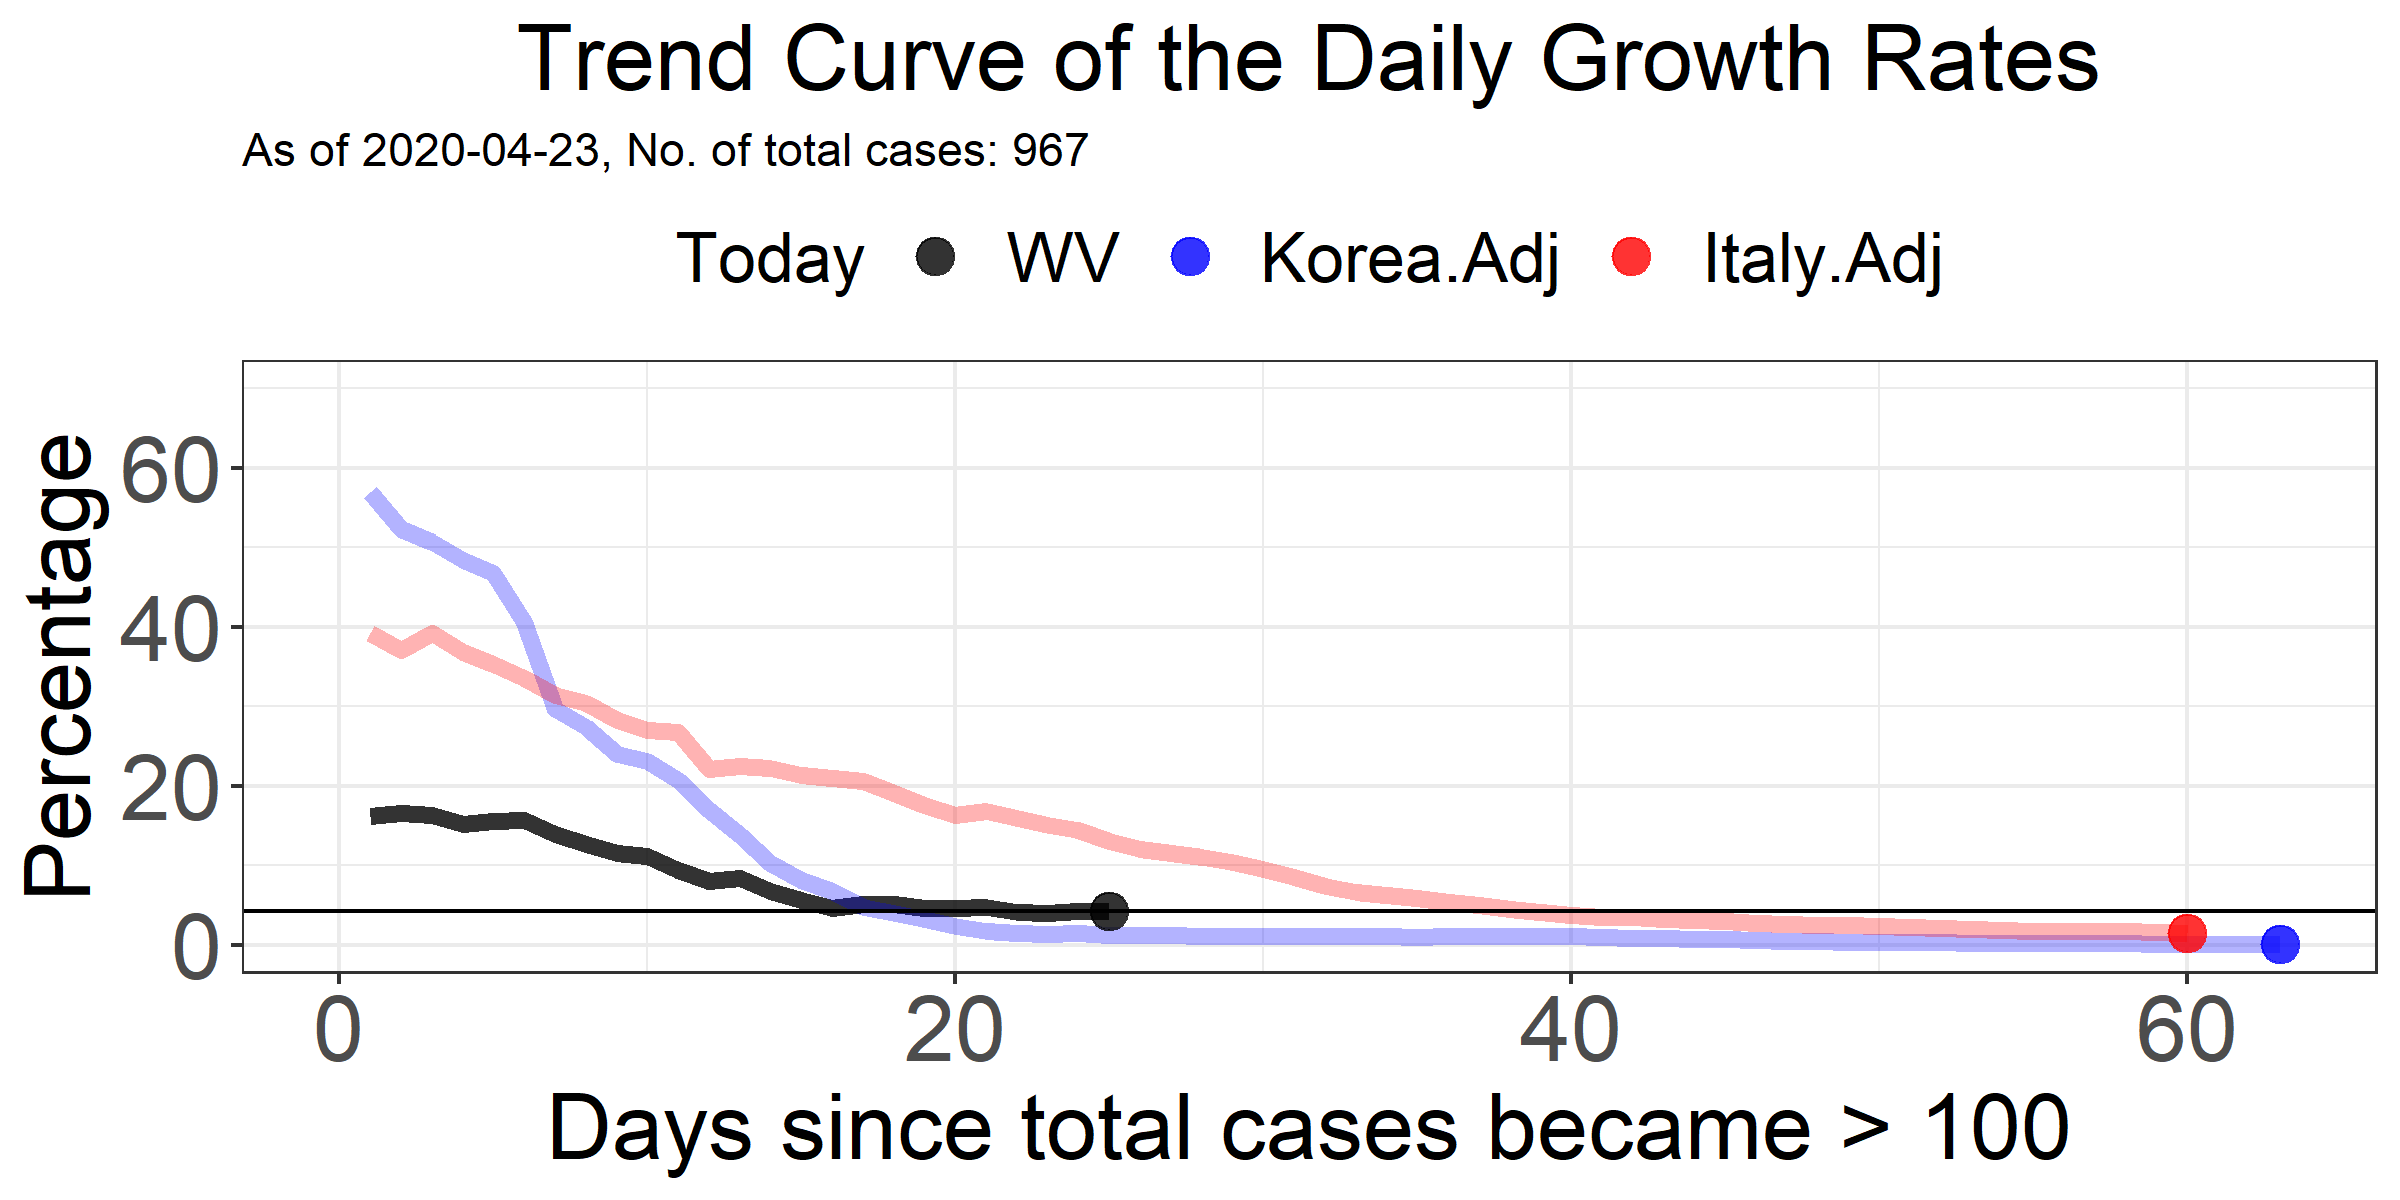 Trend Curve of the Daily Growth Rates
As of 2020-04-23, No. of total cases: 967
Today WV Korea.Adj Italy.Adj
Percentage
60
40
20
0
0 20 40 60
Days since total cases became > 100